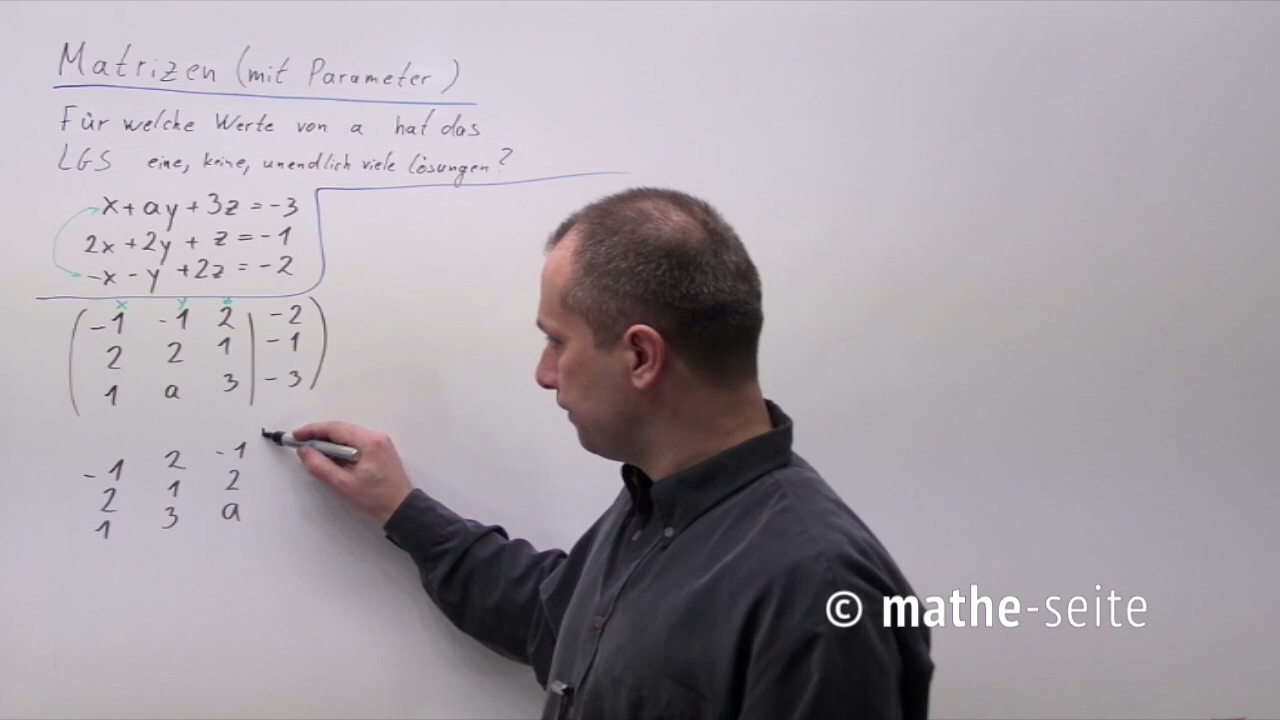 Matrizen (mit Parameter)
Für welche Werte von a hat das
LGS eine, keine, unendlich viele Lösungen?
x+ay+3z=-3
2x+2y+z=-1
-x-y+2z=-2
x y z
-1 -1 2 | -2
2 2 1 | -1
1 a 3 | -3
-1 2 -1
2 1 2
1 3 a
© mathe-seite